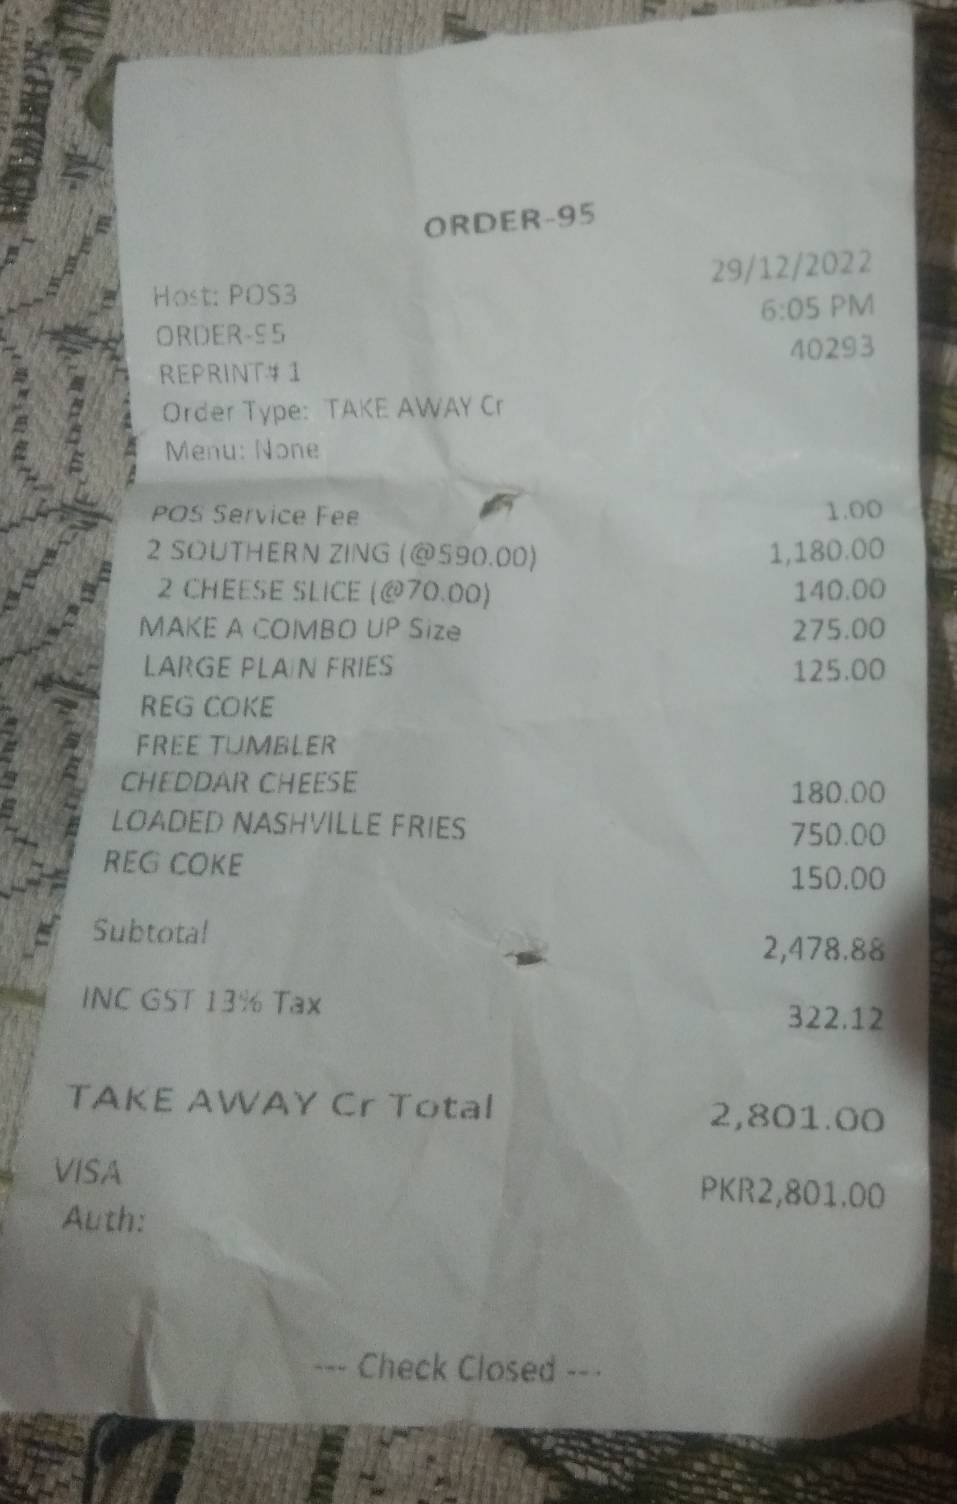 ORDER-95
Host: POS3 29/12/2022
ORDER-95 6:05 PM
REPRINT# 1 40293
Order Type: TAKE AWAY Cr
Menu: None
POS Service Fee 1.00
2 SOUTHERN ZING (@590.00) 1,180.00
2 CHEESE SLICE (@70.00) 140.00
MAKE A COMBO UP Size 275.00
LARGE PLAIN FRIES 125.00
REG COKE
FREE TUMBLER
CHEDDAR CHEESE 180.00
LOADED NASHVILLE FRIES 750.00
REG COKE 150.00
Subtotal 2,478.88
INC GST 13% Tax 322.12
TAKE AWAY Cr Total 2,801.00
VISA PKR2,801.00
Auth:
--- Check Closed ---